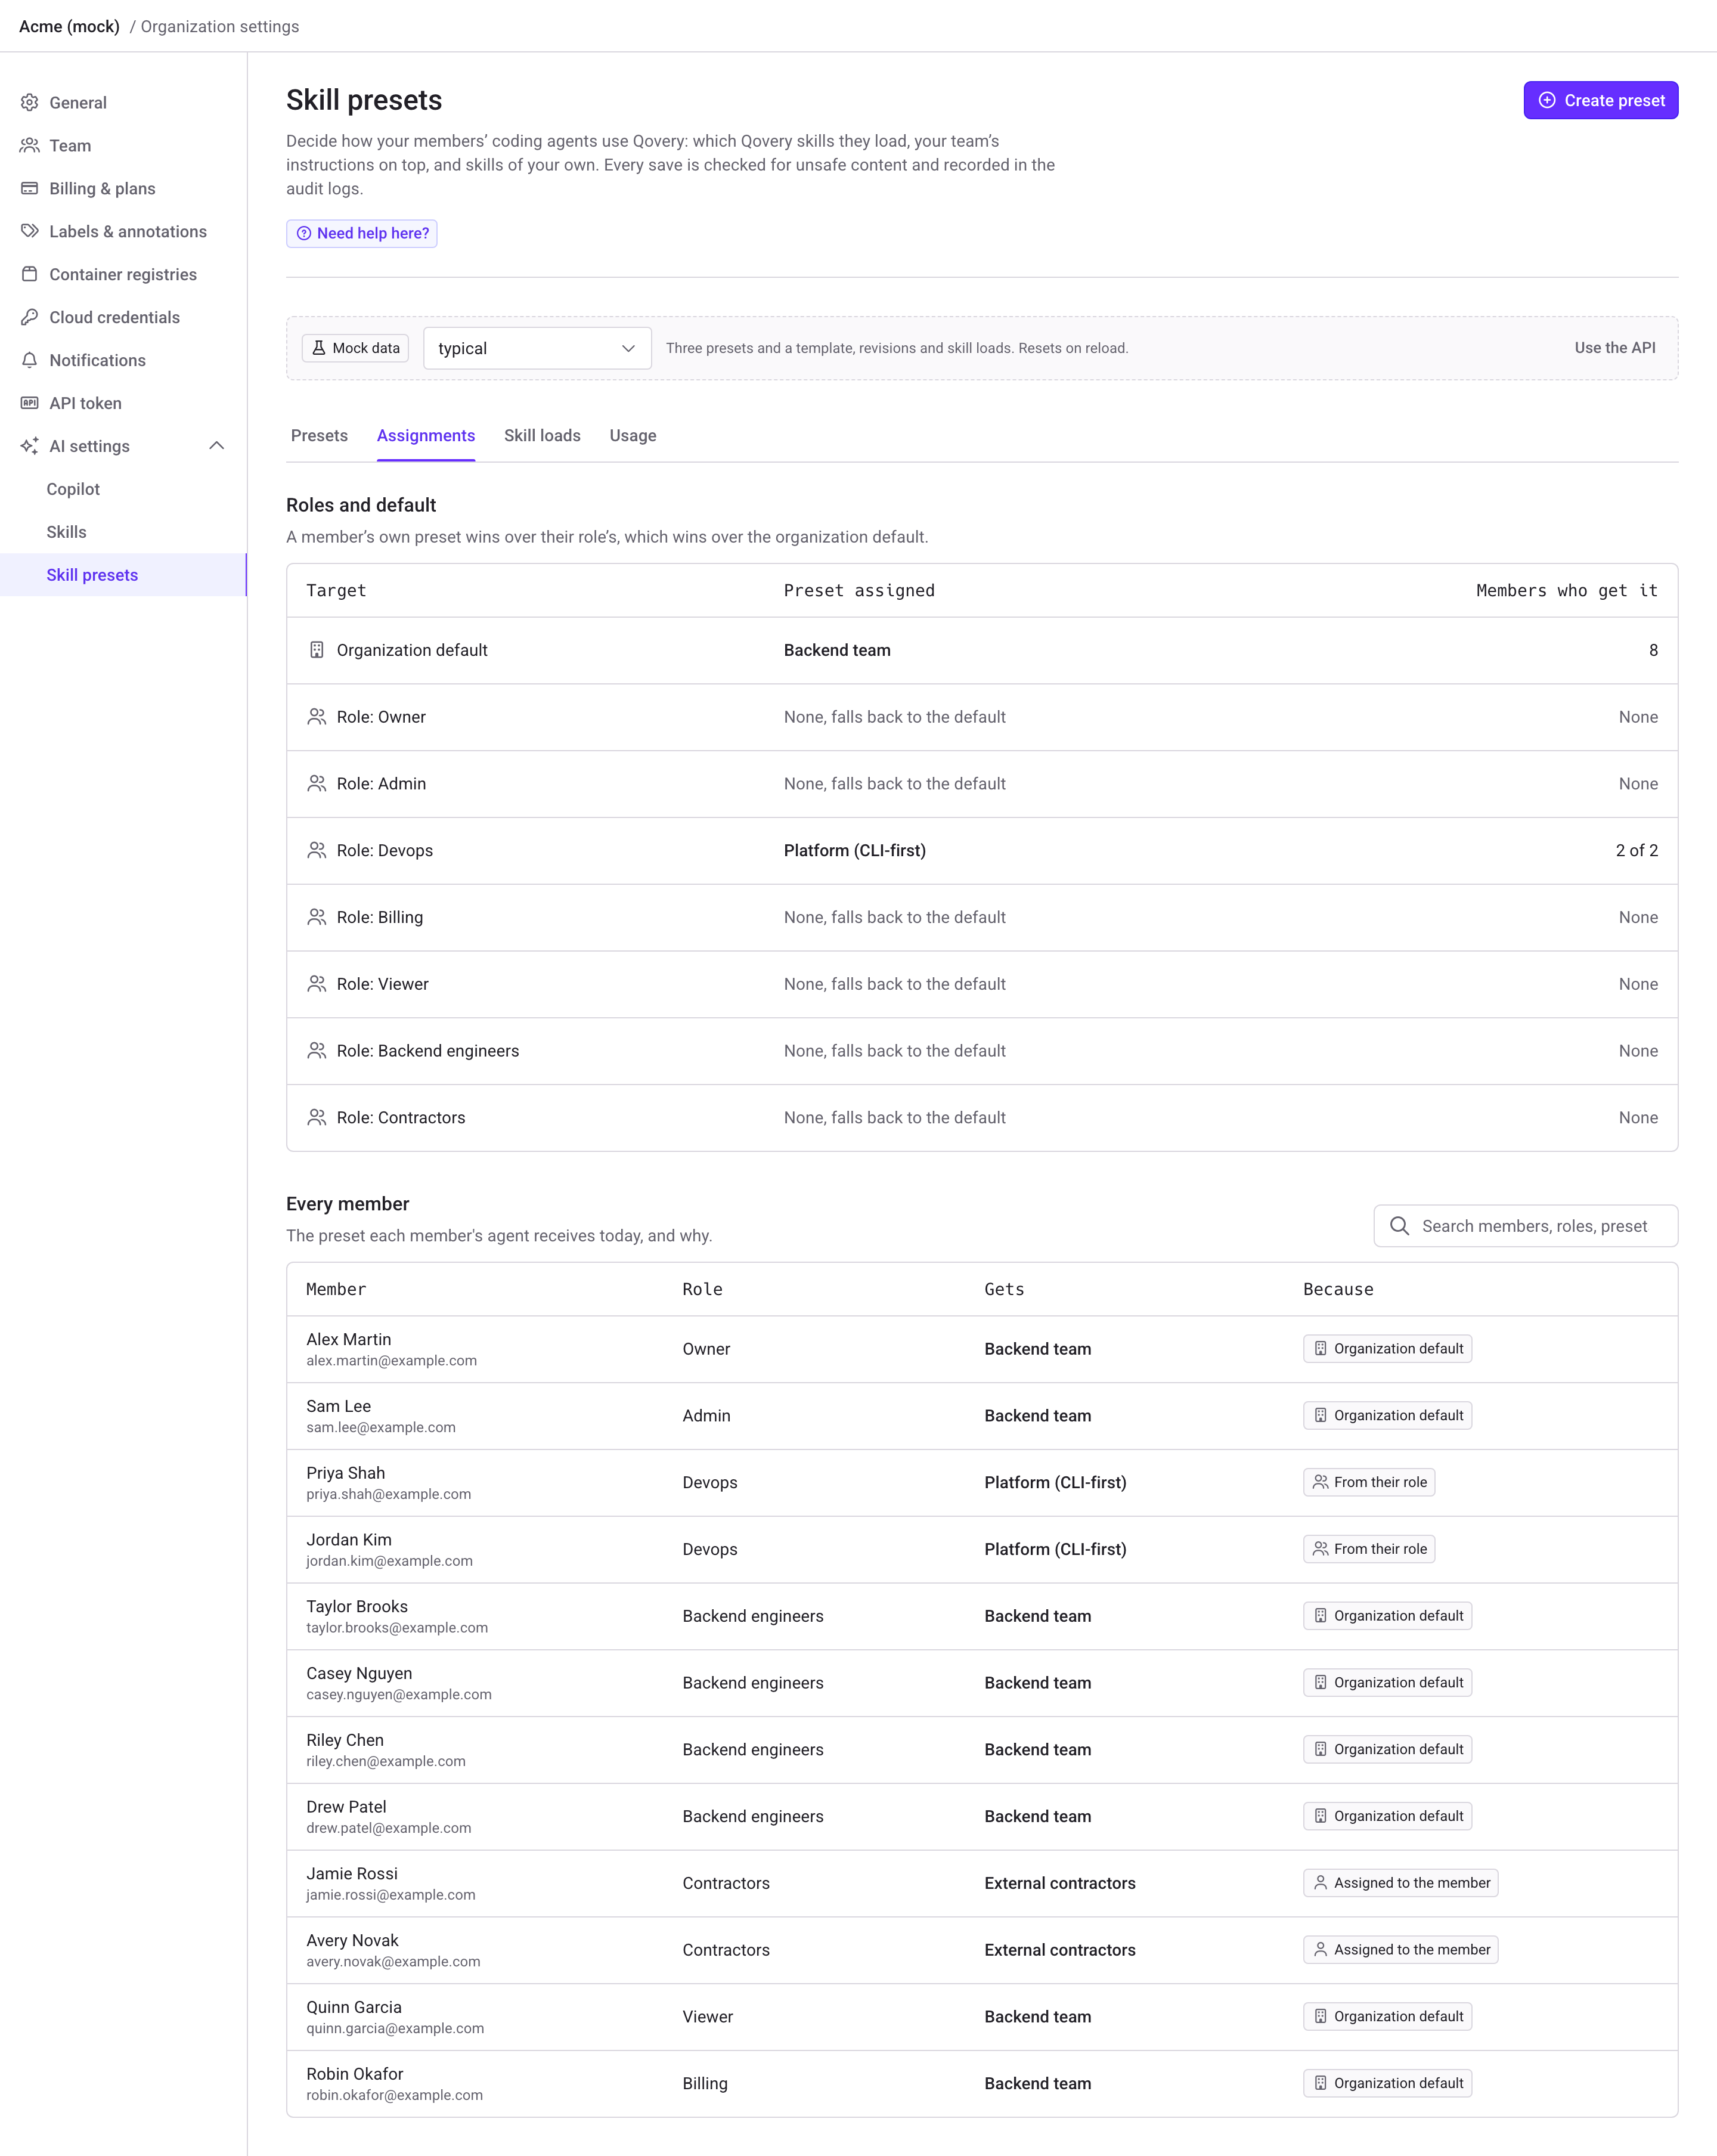 Acme (mock) / Organization settings
General
Team
Billing & plans
Labels & annotations
Container registries
Cloud credentials
Notifications
API token
AI settings
Copilot
Skills
Skill presets
Skill presets
Create preset
Decide how your members’ coding agents use Qovery: which Qovery skills they load, your team’s
instructions on top, and skills of your own. Every save is checked for unsafe content and recorded in the
audit logs.
Need help here?
Mock data
typical
Three presets and a template, revisions and skill loads. Resets on reload.
Use the API
Presets Assignments Skill loads Usage
Roles and default
A member’s own preset wins over their role’s, which wins over the organization default.
Target Preset assigned Members who get it
Organization default Backend team 8
Role: Owner None, falls back to the default None
Role: Admin None, falls back to the default None
Role: Devops Platform (CLI-first) 2 of 2
Role: Billing None, falls back to the default None
Role: Viewer None, falls back to the default None
Role: Backend engineers None, falls back to the default None
Role: Contractors None, falls back to the default None
Every member
The preset each member's agent receives today, and why.
Search members, roles, preset
Member Role Gets Because
Alex Martin
alex.martin@example.com
Owner Backend team Organization default
Sam Lee
sam.lee@example.com
Admin Backend team Organization default
Priya Shah
priya.shah@example.com
Devops Platform (CLI-first) From their role
Jordan Kim
jordan.kim@example.com
Devops Platform (CLI-first) From their role
Taylor Brooks
taylor.brooks@example.com
Backend engineers Backend team Organization default
Casey Nguyen
casey.nguyen@example.com
Backend engineers Backend team Organization default
Riley Chen
riley.chen@example.com
Backend engineers Backend team Organization default
Drew Patel
drew.patel@example.com
Backend engineers Backend team Organization default
Jamie Rossi
jamie.rossi@example.com
Contractors External contractors Assigned to the member
Avery Novak
avery.novak@example.com
Contractors External contractors Assigned to the member
Quinn Garcia
quinn.garcia@example.com
Viewer Backend team Organization default
Robin Okafor
robin.okafor@example.com
Billing Backend team Organization default